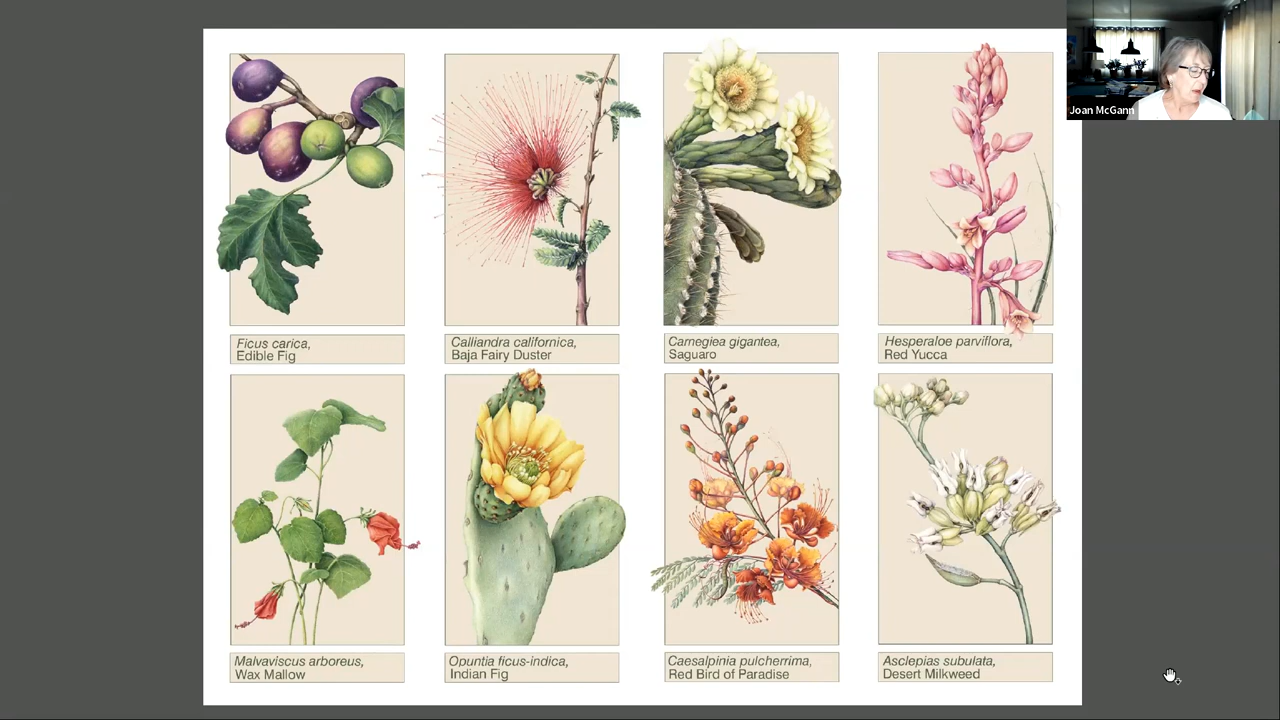 Joan McGann
Ficus carica,
Edible Fig
Calliandra californica,
Baja Fairy Duster
Carnegiea gigantea,
Saguaro
Hesperaloe parviflora,
Red Yucca
Malvaviscus arboreus,
Wax Mallow
Opuntia ficus-indica,
Indian Fig
Caesalpinia pulcherrima,
Red Bird of Paradise
Asclepias subulata,
Desert Milkweed